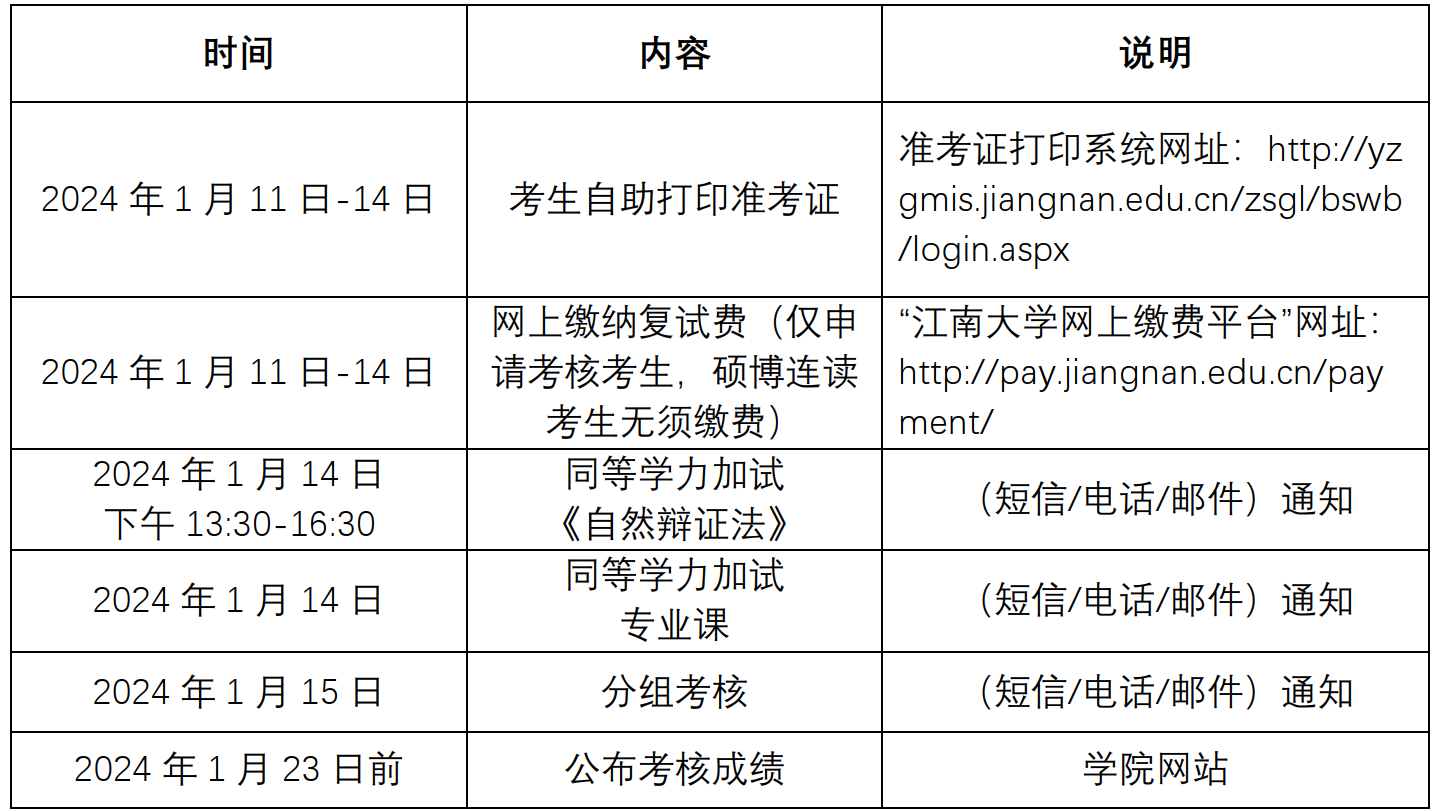 时间
内容
说明
2024 年 1 月 11 日-14 日
考生自助打印准考证
准考证打印系统网址：http://yz
gmis.jiangnan.edu.cn/zsgl/bswb
/login.aspx
2024 年 1 月 11 日-14 日
网上缴纳复试费（仅申
请考核考生，硕博连读
考生无须缴费）
“江南大学网上缴费平台”网址：
http://pay.jiangnan.edu.cn/pay
ment/
2024 年 1 月 14 日
下午 13:30-16:30
同等学力加试
《自然辩证法》
（短信/电话/邮件）通知
2024 年 1 月 14 日
同等学力加试
专业课
（短信/电话/邮件）通知
2024 年 1 月 15 日
分组考核
（短信/电话/邮件）通知
2024 年 1 月 23 日前
公布考核成绩
学院网站